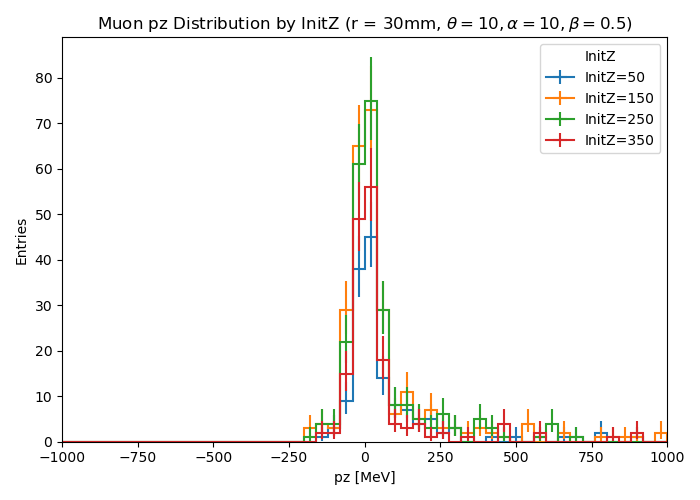 Muon pz Distribution by InitZ (r = 30mm, θ = 10, α = 10, β = 0.5)
InitZ
InitZ=50
InitZ=150
InitZ=250
InitZ=350
Entries
80
70
60
50
40
30
20
10
0
−1000 −750 −500 −250 0 250 500 750 1000
pz [MeV]